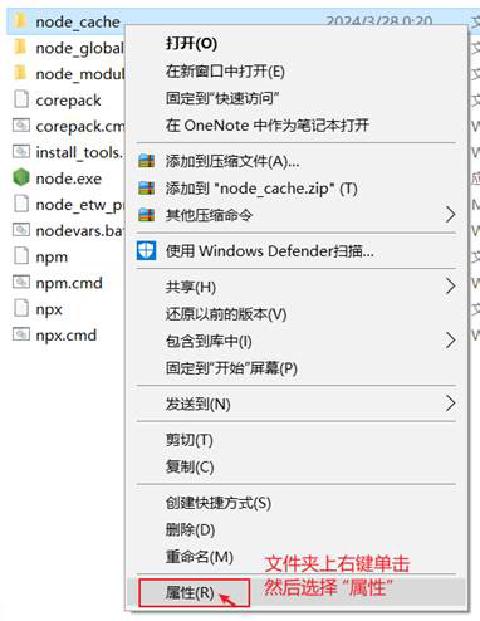 node_cache 2024/3/28 0:20
node_global
node_modul
corepack
corepack.cm
install_tools.
node.exe
node_etw_p
nodevars.ba
npm
npm.cmd
npx
npx.cmd
打开(O)
在新窗口中打开(E)
固定到"快速访问"
在 OneNote 中作为笔记本打开
添加到压缩文件(A)...
添加到 "node_cache.zip" (T)
其他压缩命令
使用 Windows Defender扫描...
共享(H)
还原以前的版本(V)
包含到库中(I)
固定到"开始"屏幕(P)
发送到(N)
剪切(T)
复制(C)
创建快捷方式(S)
删除(D)
重命名(M)
属性(R)
文件夹上右键单击
然后选择 "属性"